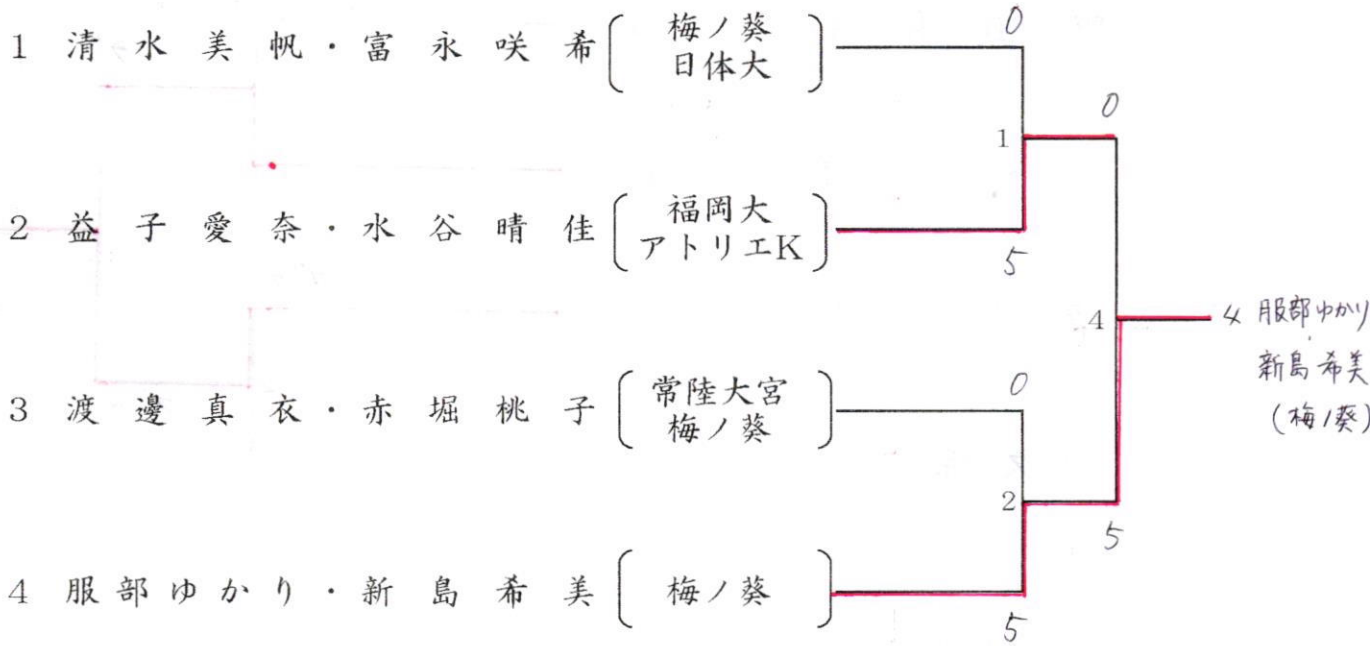 1 清水美帆・富永咲希(梅ノ葵 日体大)
0
0
1
2 益子愛奈・水谷晴佳(福岡大 アトリエK)
5
4
4 服部ゆかり
・
新島希美
(梅ノ葵)
3 渡邊真衣・赤堀桃子(常陸大宮 梅ノ葵)
0
2
5
4 服部ゆかり・新島希美(梅ノ葵)
5